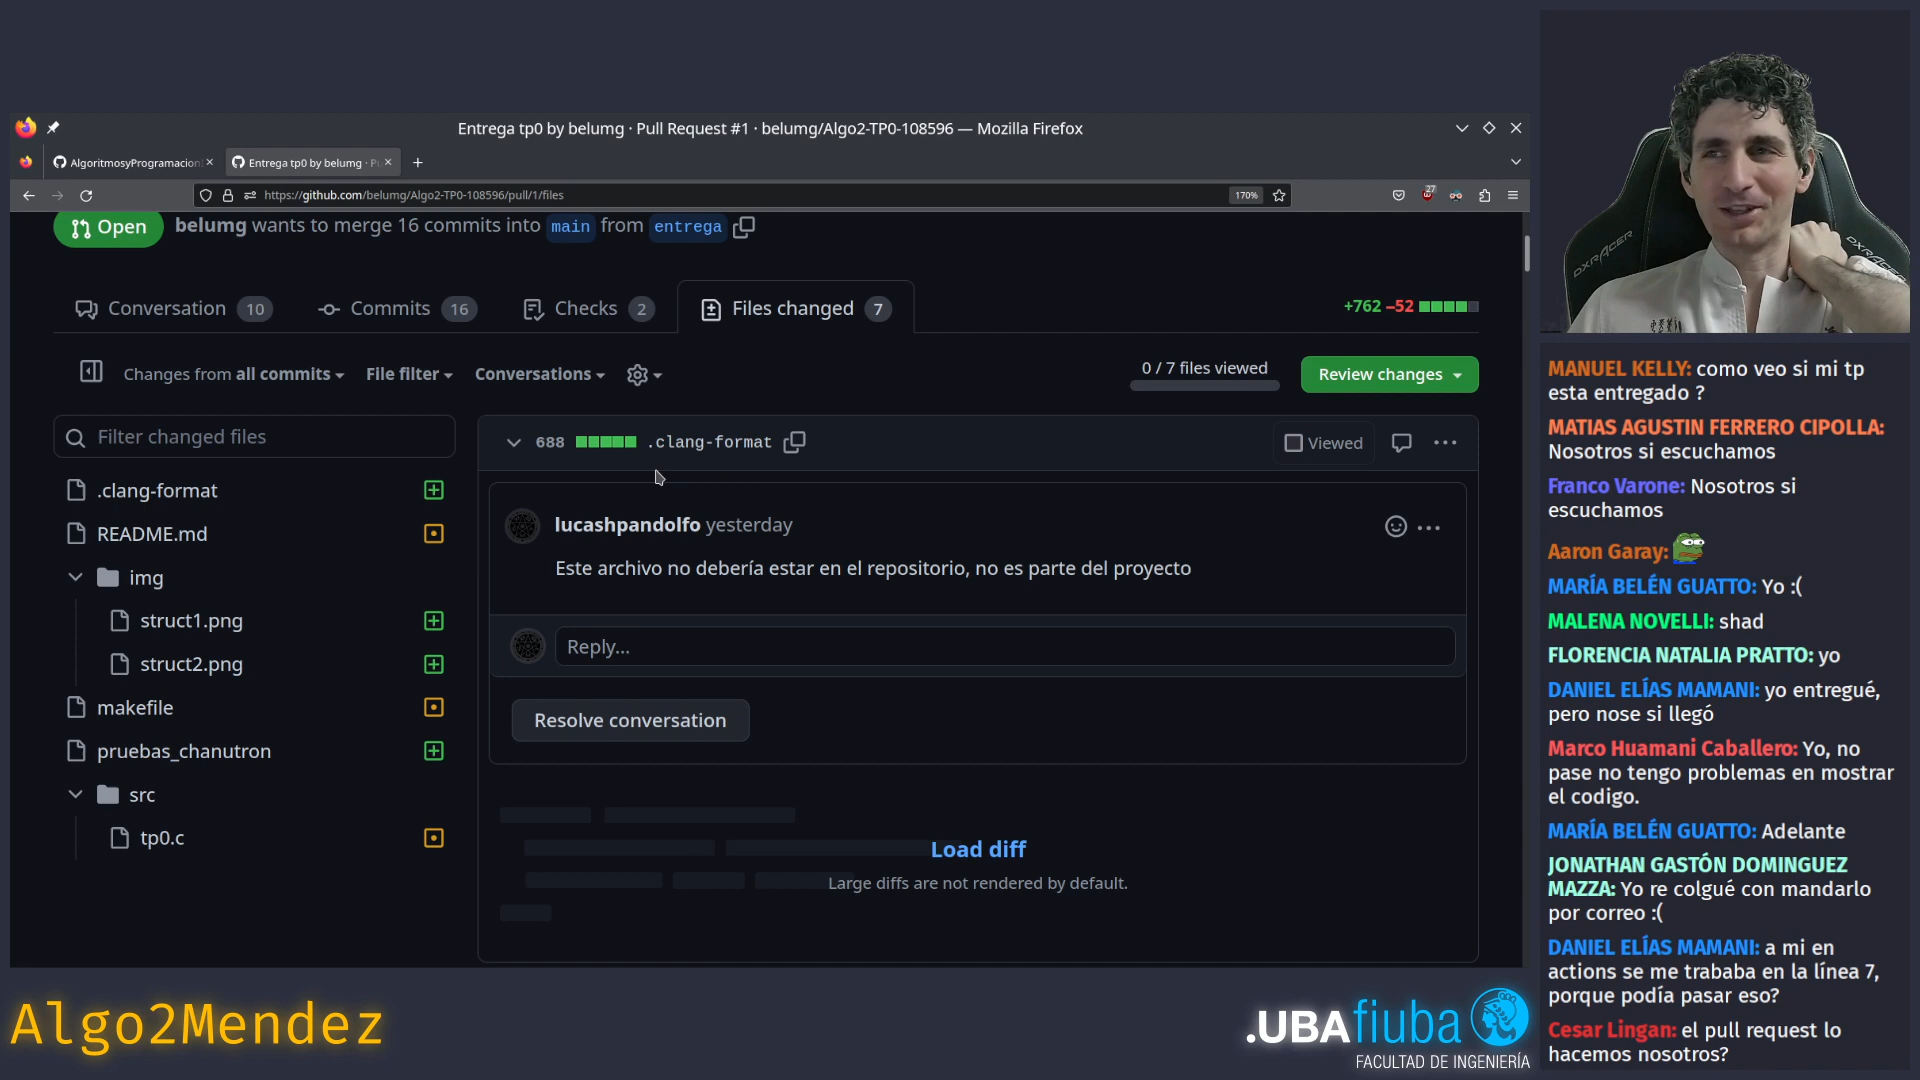 Entrega tp0 by belumg · Pull Request #1 · belumg/Algo2-TP0-108596 — Mozilla Firefox
AlgoritmosyProgramacion
Entrega tp0 by belumg · P
https://github.com/belumg/Algo2-TP0-108596/pull/1/files
170%
27
Open
belumg wants to merge 16 commits into main from entrega
Conversation 10
Commits 16
Checks 2
Files changed 7
+762 −52
Changes from all commits
File filter
Conversations
0 / 7 files viewed
Review changes
Filter changed files
.clang-format
README.md
img
struct1.png
struct2.png
makefile
pruebas_chanutron
src
tp0.c
688 .clang-format
Viewed
lucashpandolfo yesterday
Este archivo no debería estar en el repositorio, no es parte del proyecto
Reply...
Resolve conversation
Load diff
Large diffs are not rendered by default.
DXRACER
DXRACER
MANUEL KELLY: como veo si mi tp
esta entregado ?
MATIAS AGUSTIN FERRERO CIPOLLA:
Nosotros si escuchamos
Franco Varone: Nosotros si
escuchamos
Aaron Garay:
MARÍA BELÉN GUATTO: Yo :(
MALENA NOVELLI: shad
FLORENCIA NATALIA PRATTO: yo
DANIEL ELÍAS MAMANI: yo entregué,
pero nose si llegó
Marco Huamani Caballero: Yo, no
pase no tengo problemas en mostrar
el codigo.
MARÍA BELÉN GUATTO: Adelante
JONATHAN GASTÓN DOMINGUEZ
MAZZA: Yo re colgué con mandarlo
por correo :(
DANIEL ELÍAS MAMANI: a mi en
actions se me trababa en la línea 7,
porque podía pasar eso?
Cesar Lingan: el pull request lo
hacemos nosotros?
Algo2Mendez
.UBAfiuba
FACULTAD DE INGENIERÍA